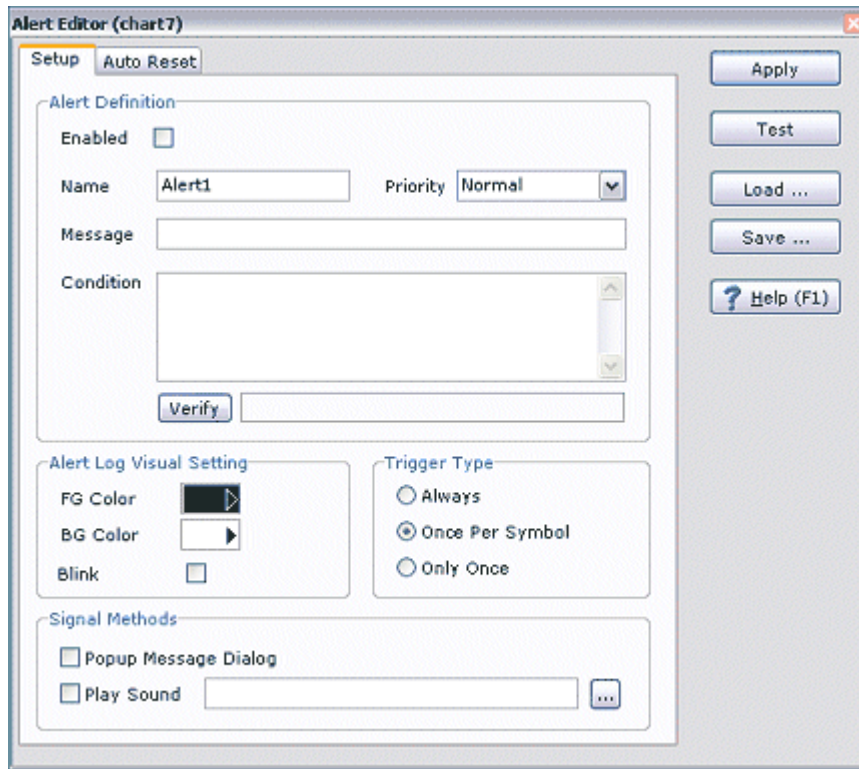 Alert Editor (chart7)
Setup
Auto Reset
Alert Definition
Enabled
Name
Alert1
Priority
Normal
Message
Condition
Verify
Alert Log Visual Setting
FG Color
BG Color
Blink
Trigger Type
Always
Once Per Symbol
Only Once
Signal Methods
Popup Message Dialog
Play Sound
...
Apply
Test
Load ...
Save ...
? Help (F1)